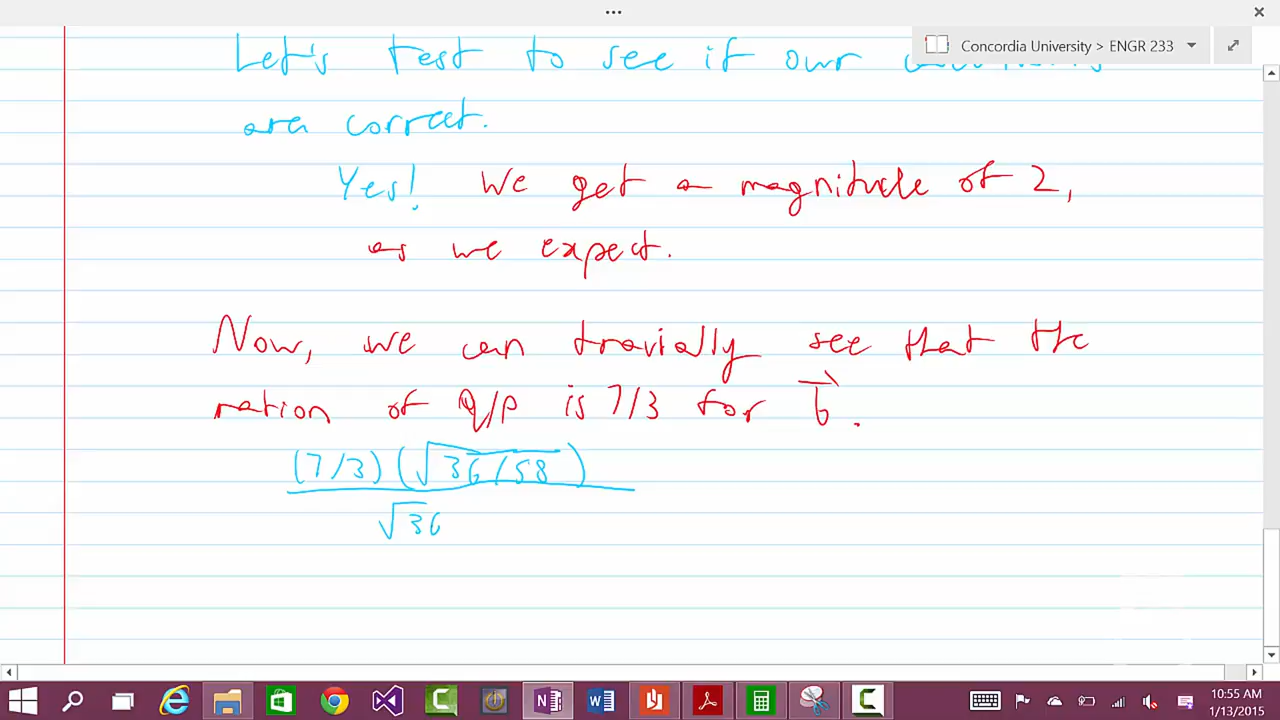 Concordia University > ENGR 233
Let's test to see if our
are correct.
Yes! We get a magnitude of 2,
as we expect.
Now, we can travially see that the
ration of q/p is 7/3 for b.
(7/3)(√36/58)
√36
10:55 AM
1/13/2015